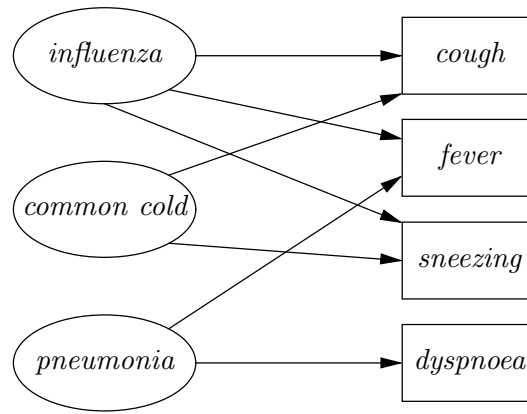 influenza
cough
fever
common cold
sneezing
pneumonia
dyspnoea